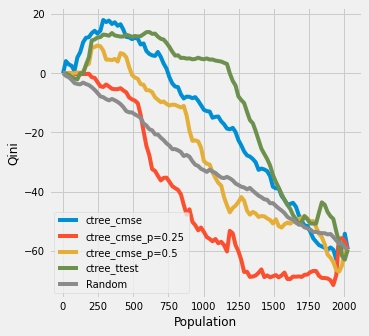 20
0
−20
−40
−60
Qini
ctree_cmse
ctree_cmse_p=0.25
ctree_cmse_p=0.5
ctree_ttest
Random
0 250 500 750 1000 1250 1500 1750 2000
Population